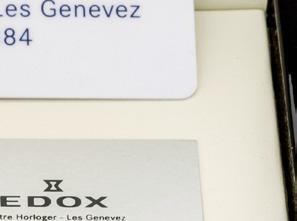 Les Genevez
84
EDOX
tre Horloger - Les Genevez